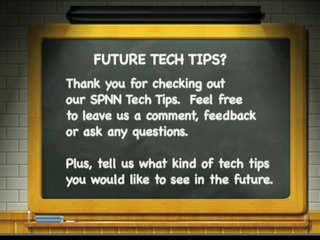 FUTURE TECH TIPS?
Thank you for checking out
our SPNN Tech Tips. Feel free
to leave us a comment, feedback
or ask any questions.
Plus, tell us what kind of tech tips
you would like to see in the future.